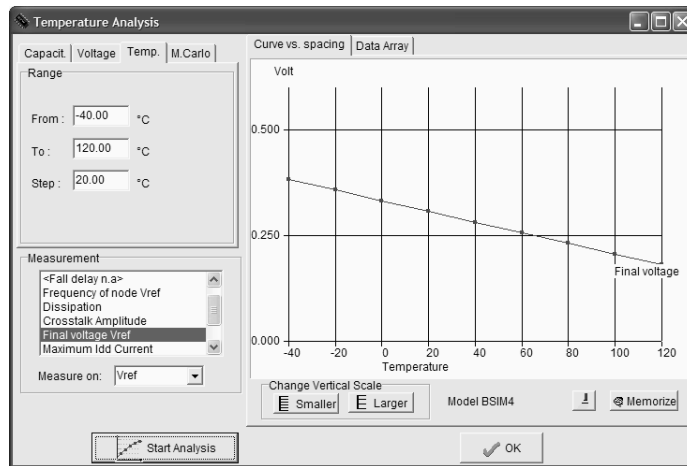 Temperature Analysis
Capacit. Voltage Temp. M.Carlo
Range
From : -40.00 °C
To : 120.00 °C
Step : 20.00 °C
Measurement
<Fall delay n.a>
Frequency of node Vref
Dissipation
Crosstalk Amplitude
Final voltage Vref
Maximum Idd Current
Measure on: Vref
Start Analysis
Curve vs. spacing Data Array
Volt
0.500
0.250
Final voltage
0.000
-40 -20 0 20 40 60 80 100 120
Temperature
Change Vertical Scale
Smaller Larger Model BSIM4 Memorize
OK